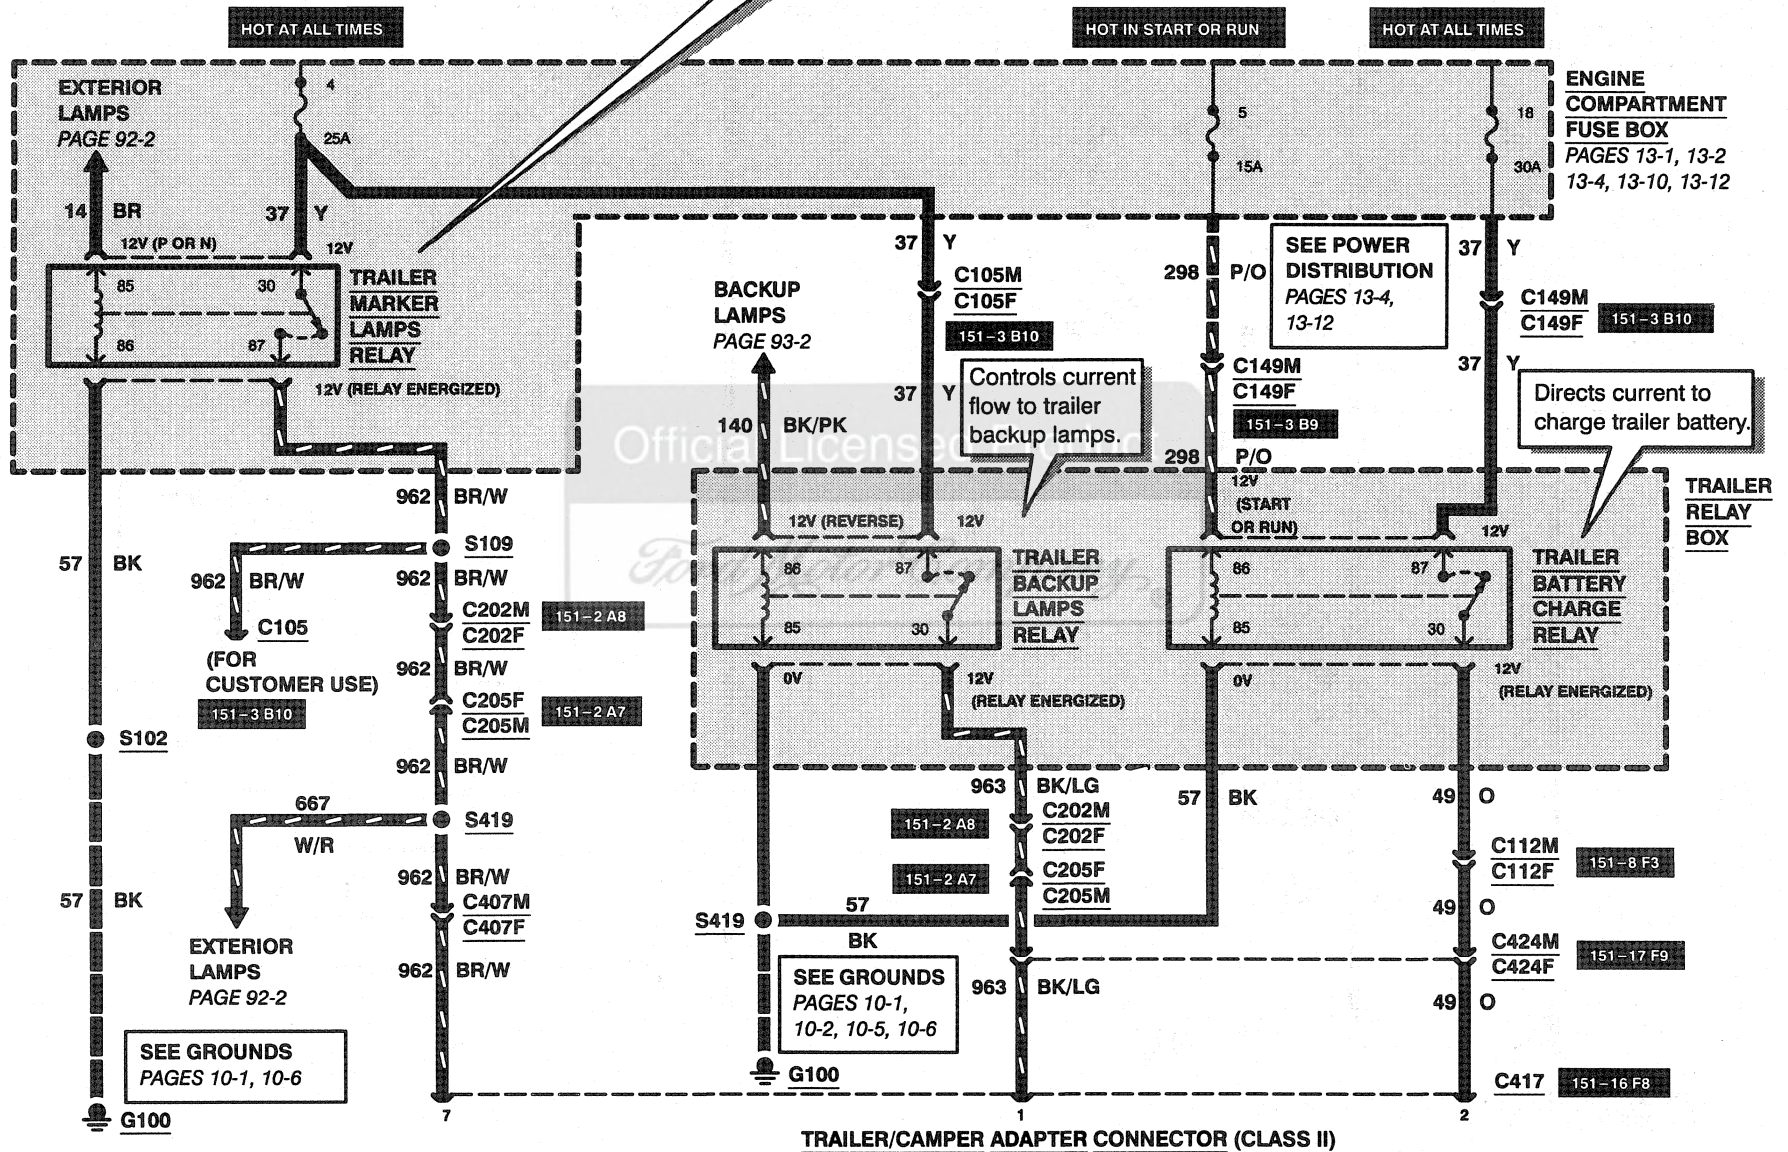 HOT AT ALL TIMES
HOT IN START OR RUN
HOT AT ALL TIMES
EXTERIOR
LAMPS
PAGE 92-2
4
25A
5
15A
18
30A
ENGINE
COMPARTMENT
FUSE BOX
PAGES 13-1, 13-2
13-4, 13-10, 13-12
14 BR
37 Y
12V (P OR N)
12V
85
30
86
87
TRAILER
MARKER
LAMPS
RELAY
12V (RELAY ENERGIZED)
37 Y
C105M
C105F
151-3 B10
37 Y
BACKUP
LAMPS
PAGE 93-2
140 BK/PK
Controls current
flow to trailer
backup lamps.
298 P/O
SEE POWER
DISTRIBUTION
PAGES 13-4,
13-12
C149M
C149F
151-3 B9
298 P/O
37 Y
C149M
C149F
151-3 B10
37 Y
Directs current to
charge trailer battery.
Official Licensed Product
Ford Motor Company
TRAILER
RELAY
BOX
12V (REVERSE)
12V
86
87
85
30
TRAILER
BACKUP
LAMPS
RELAY
0V
12V
(RELAY ENERGIZED)
12V
(START
OR RUN)
12V
86
87
85
30
TRAILER
BATTERY
CHARGE
RELAY
0V
12V
(RELAY ENERGIZED)
962 BR/W
S109
57 BK
962 BR/W
962 BR/W
C105
(FOR
CUSTOMER USE)
151-3 B10
C202M
C202F
151-2 A8
962 BR/W
C205F
C205M
151-2 A7
S102
962 BR/W
667
W/R
S419
57 BK
962 BR/W
C407M
C407F
EXTERIOR
LAMPS
PAGE 92-2
962 BR/W
SEE GROUNDS
PAGES 10-1, 10-6
G100
7
963 BK/LG
151-2 A8
C202M
C202F
151-2 A7
C205F
C205M
S419
57
BK
57 BK
SEE GROUNDS
PAGES 10-1,
10-2, 10-5, 10-6
963 BK/LG
G100
1
49 O
C112M
C112F
151-8 F3
49 O
C424M
C424F
151-17 F9
49 O
C417
151-16 F8
2
TRAILER/CAMPER ADAPTER CONNECTOR (CLASS II)